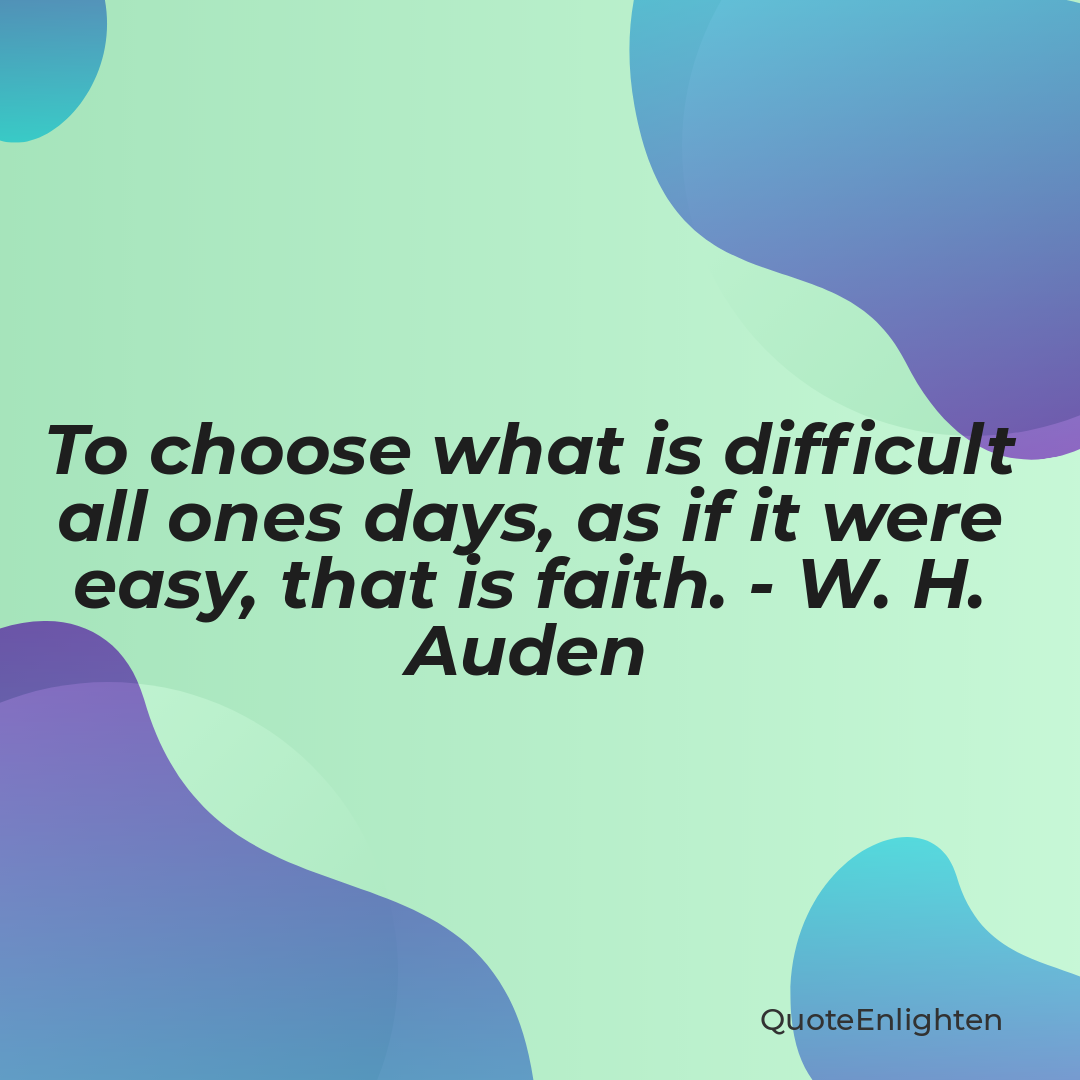 To choose what is difficult
all ones days, as if it were
easy, that is faith. - W. H.
Auden
QuoteEnlighten